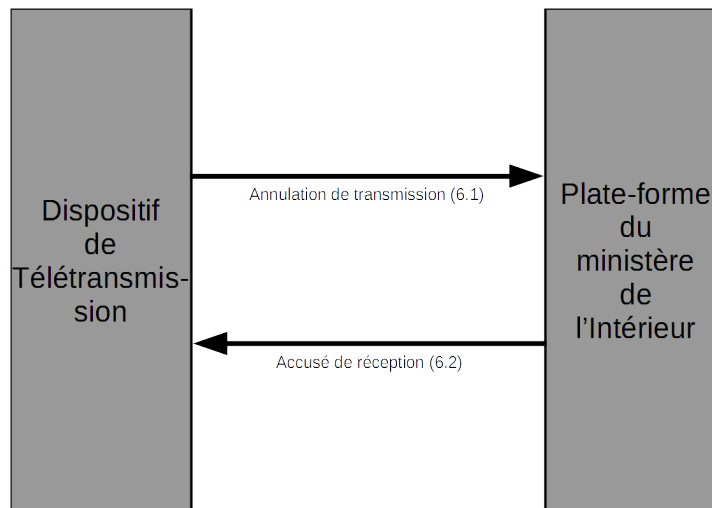 Dispositif
de
Télétransmis-
sion
Annulation de transmission (6.1)
Accusé de réception (6.2)
Plate-forme
du
ministère
de
l'Intérieur